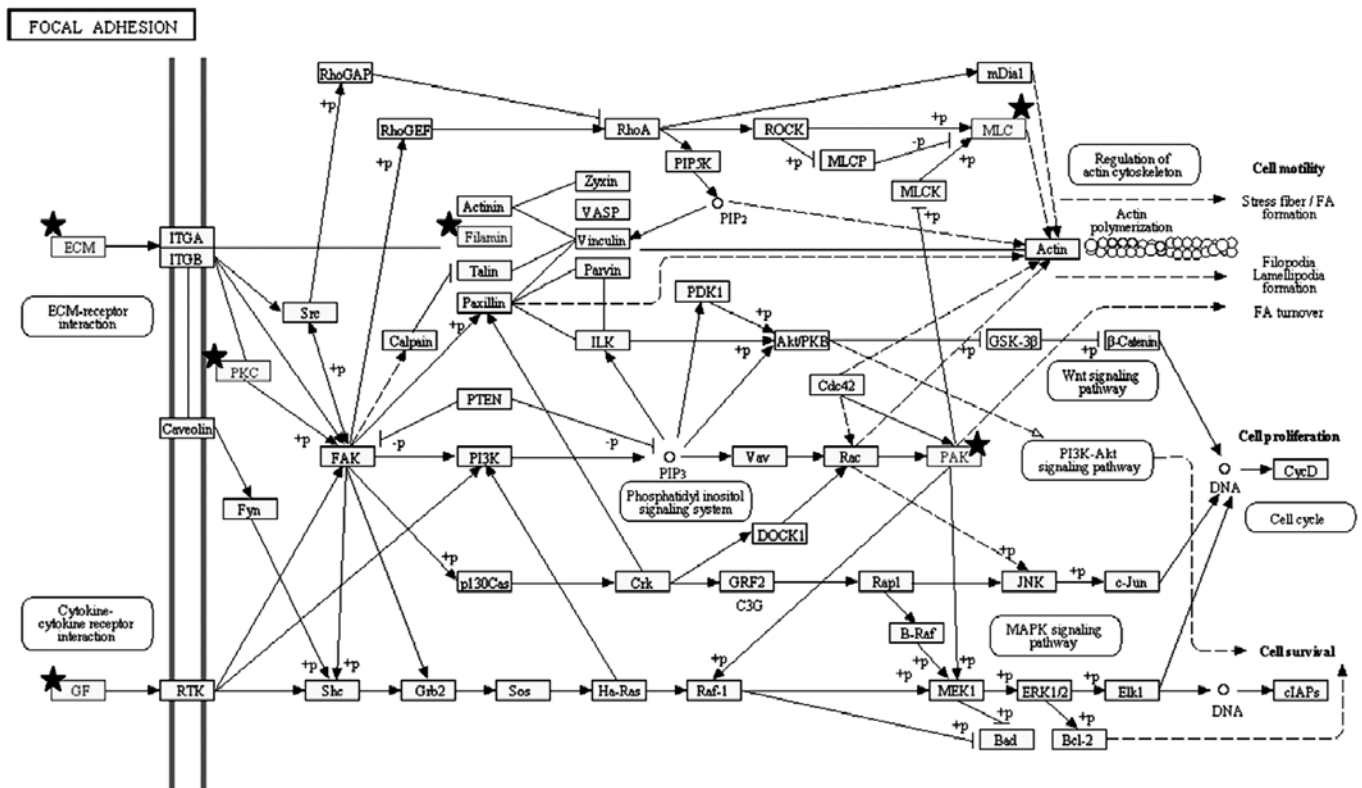 FOCAL ADHESION
RhoGAP
mDia1
+p
RhoGEF
RhoA
ROCK
+p
MLC
+p
-p
+p
MLCP
+p
PIP5K
MLCK
+p
Regulation of
actin cytoskeleton
Cell motility
Stress fiber / FA
formation
Zyxin
Actinin
VASP
PIP2
Actin
polymerization
ECM
ITGA
ITGB
Filamin
Vinculin
Actin
Talin
Parvin
Filopodia
Lamellipodia
formation
ECM-receptor
interaction
Src
Paxillin
+p
PDK1
FA turnover
Calpain
ILK
+p
+p
Akt/PKB
+p
GSK-3β
+p
β-Catenin
PKC
+p
Cdc42
Wnt signaling
pathway
PTEN
Caveolin
+p
-p
-p
FAK
PI3K
PIP3
Vav
Rac
PAK
PI3K-Akt
signaling pathway
Cell proliferation
DNA
CycD
Fyn
Phosphatidyl inositol
signaling system
DOCK1
Cell cycle
+p
p130Cas
Crk
GRF2
C3G
Rap1
+p
JNK
+p
c-Jun
Cytokine-
cytokine receptor
interaction
B-Raf
MAPK signaling
pathway
+p
+p
+p
+p
+p
+p
+p
+p
Cell survival
GF
RTK
Shc
Grb2
Sos
Ha-Ras
Raf-1
MEK1
ERK1/2
Elk1
DNA
cIAPs
+p
+p
+p
Bad
Bcl-2